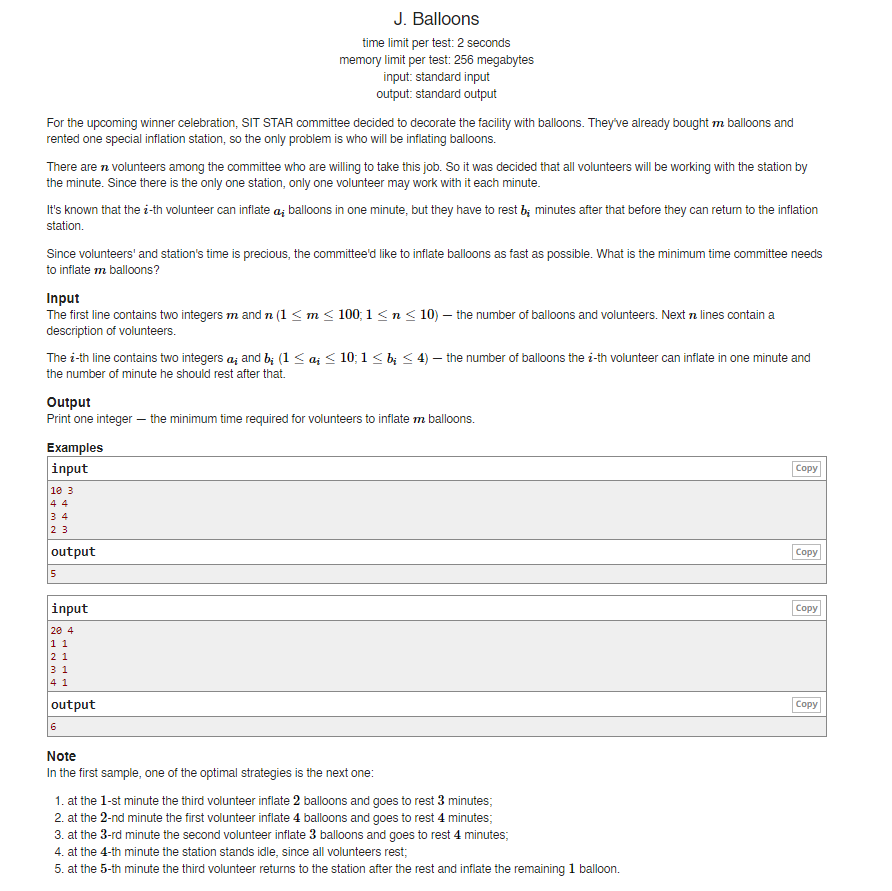 J. Balloons
time limit per test: 2 seconds
memory limit per test: 256 megabytes
input: standard input
output: standard output
For the upcoming winner celebration, SIT STAR committee decided to decorate the facility with balloons. They've already bought m balloons and
rented one special inflation station, so the only problem is who will be inflating balloons.
There are n volunteers among the committee who are willing to take this job. So it was decided that all volunteers will be working with the station by
the minute. Since there is the only one station, only one volunteer may work with it each minute.
It's known that the i-th volunteer can inflate a_i balloons in one minute, but they have to rest b_i minutes after that before they can return to the inflation
station.
Since volunteers' and station's time is precious, the committee'd like to inflate balloons as fast as possible. What is the minimum time committee needs
to inflate m balloons?
Input
The first line contains two integers m and n (1 ≤ m ≤ 100; 1 ≤ n ≤ 10) — the number of balloons and volunteers. Next n lines contain a
description of volunteers.
The i-th line contains two integers a_i and b_i (1 ≤ a_i ≤ 10; 1 ≤ b_i ≤ 4) — the number of balloons the i-th volunteer can inflate in one minute and
the number of minute he should rest after that.
Output
Print one integer — the minimum time required for volunteers to inflate m balloons.
Examples
input Copy
10 3
4 4
3 4
2 3
output Copy
5
input Copy
20 4
1 1
2 1
3 1
4 1
output Copy
6
Note
In the first sample, one of the optimal strategies is the next one:
1. at the 1-st minute the third volunteer inflate 2 balloons and goes to rest 3 minutes;
2. at the 2-nd minute the first volunteer inflate 4 balloons and goes to rest 4 minutes;
3. at the 3-rd minute the second volunteer inflate 3 balloons and goes to rest 4 minutes;
4. at the 4-th minute the station stands idle, since all volunteers rest;
5. at the 5-th minute the third volunteer returns to the station after the rest and inflate the remaining 1 balloon.